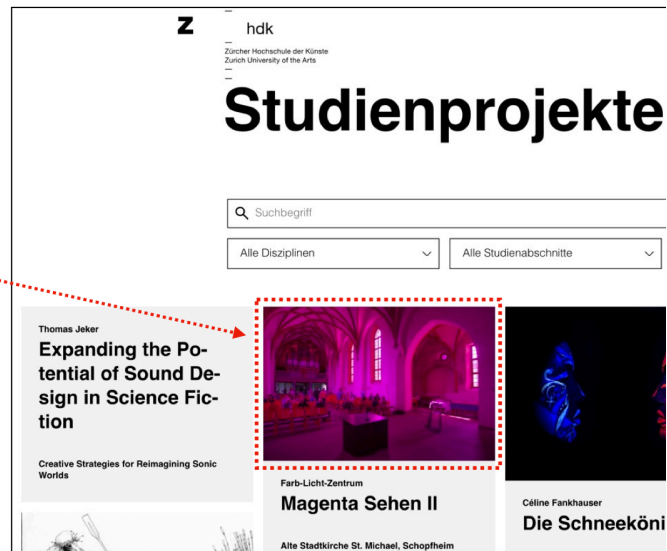 z
hdk
Zürcher Hochschule der Künste
Zurich University of the Arts
Studienprojekte
Suchbegriff
Alle Disziplinen
Alle Studienabschnitte
Thomas Jeker
Expanding the Po-
tential of Sound De-
sign in Science Fic-
tion
Creative Strategies for Reimagining Sonic
Worlds
Farb-Licht-Zentrum
Magenta Sehen II
Alte Stadtkirche St. Michael, Schopfheim
Céline Fankhauser
Die Schneeköni